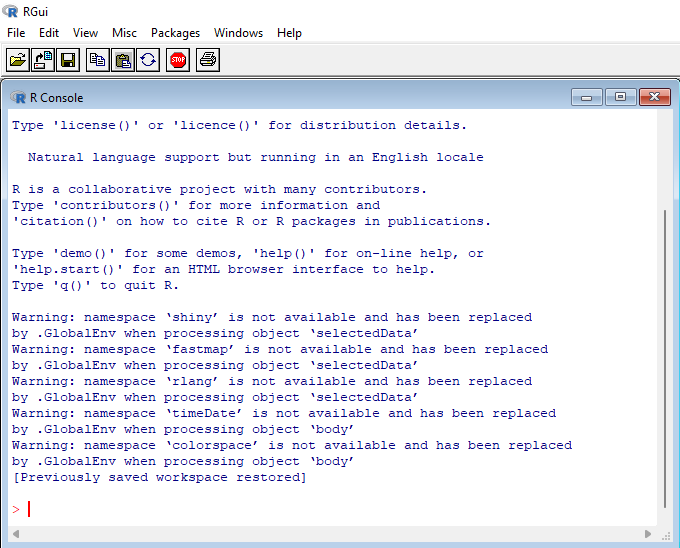 RGui
File Edit View Misc Packages Windows Help
STOP
R Console
Type 'license()' or 'licence()' for distribution details.
Natural language support but running in an English locale
R is a collaborative project with many contributors.
Type 'contributors()' for more information and
'citation()' on how to cite R or R packages in publications.
Type 'demo()' for some demos, 'help()' for on-line help, or
'help.start()' for an HTML browser interface to help.
Type 'q()' to quit R.
Warning: namespace ‘shiny’ is not available and has been replaced
by .GlobalEnv when processing object ‘selectedData’
Warning: namespace ‘fastmap’ is not available and has been replaced
by .GlobalEnv when processing object ‘selectedData’
Warning: namespace ‘rlang’ is not available and has been replaced
by .GlobalEnv when processing object ‘selectedData’
Warning: namespace ‘timeDate’ is not available and has been replaced
by .GlobalEnv when processing object ‘body’
Warning: namespace ‘colorspace’ is not available and has been replaced
by .GlobalEnv when processing object ‘body’
[Previously saved workspace restored]
>